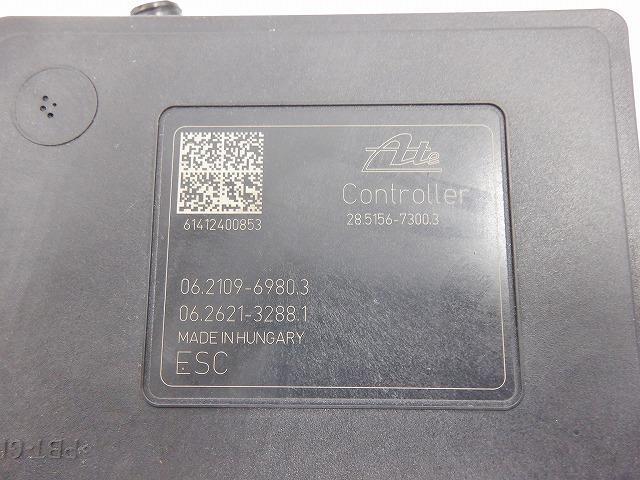 Ate
Controller
61412400853
28.5156-7300.3
06.2109-6980.3
06.2621-3288.1
MADE IN HUNGARY
ESC
>PBT-G